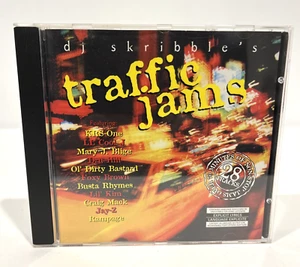 dj skribble's
traffic
jams
KRS-One
LL Cool J
Mary J. Blige
Ol' Dirty Bastard
Foxy Brown
Busta Rhymes
Lil' Kim
Craig Mack
Jay-Z
Rampage